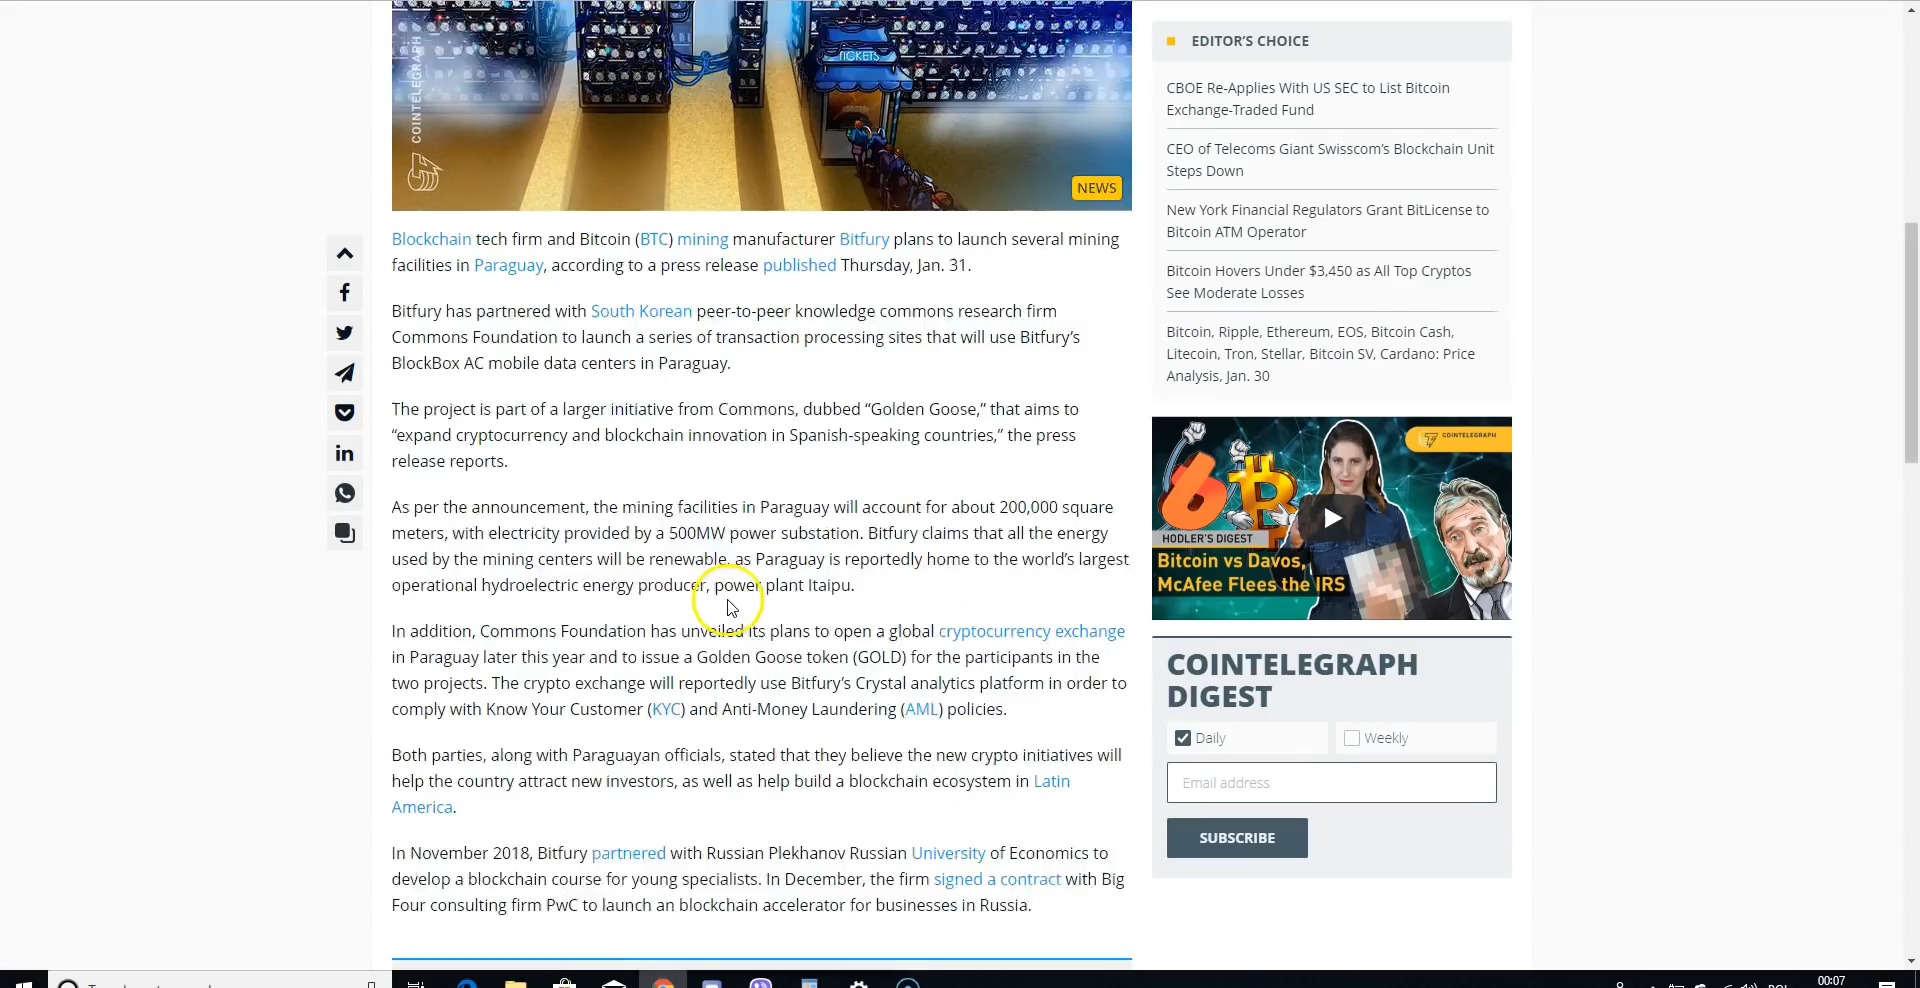 TICKETS
COINTELEGRAPH
NEWS
Blockchain tech firm and Bitcoin (BTC) mining manufacturer Bitfury plans to launch several mining
facilities in Paraguay, according to a press release published Thursday, Jan. 31.
Bitfury has partnered with South Korean peer-to-peer knowledge commons research firm
Commons Foundation to launch a series of transaction processing sites that will use Bitfury’s
BlockBox AC mobile data centers in Paraguay.
The project is part of a larger initiative from Commons, dubbed “Golden Goose,” that aims to
“expand cryptocurrency and blockchain innovation in Spanish-speaking countries,” the press
release reports.
As per the announcement, the mining facilities in Paraguay will account for about 200,000 square
meters, with electricity provided by a 500MW power substation. Bitfury claims that all the energy
used by the mining centers will be renewable, as Paraguay is reportedly home to the world’s largest
operational hydroelectric energy producer, power plant Itaipu.
In addition, Commons Foundation has unveiled its plans to open a global cryptocurrency exchange
in Paraguay later this year and to issue a Golden Goose token (GOLD) for the participants in the
two projects. The crypto exchange will reportedly use Bitfury’s Crystal analytics platform in order to
comply with Know Your Customer (KYC) and Anti-Money Laundering (AML) policies.
Both parties, along with Paraguayan officials, stated that they believe the new crypto initiatives will
help the country attract new investors, as well as help build a blockchain ecosystem in Latin
America.
In November 2018, Bitfury partnered with Russian Plekhanov Russian University of Economics to
develop a blockchain course for young specialists. In December, the firm signed a contract with Big
Four consulting firm PwC to launch an blockchain accelerator for businesses in Russia.
EDITOR’S CHOICE
CBOE Re-Applies With US SEC to List Bitcoin
Exchange-Traded Fund
CEO of Telecoms Giant Swisscom’s Blockchain Unit
Steps Down
New York Financial Regulators Grant BitLicense to
Bitcoin ATM Operator
Bitcoin Hovers Under $3,450 as All Top Cryptos
See Moderate Losses
Bitcoin, Ripple, Ethereum, EOS, Bitcoin Cash,
Litecoin, Tron, Stellar, Bitcoin SV, Cardano: Price
Analysis, Jan. 30
COINTELEGRAPH
HODLER’S DIGEST
Bitcoin vs Davos,
McAfee Flees the IRS
COINTELEGRAPH
DIGEST
Daily
Weekly
Email address
SUBSCRIBE
00:07